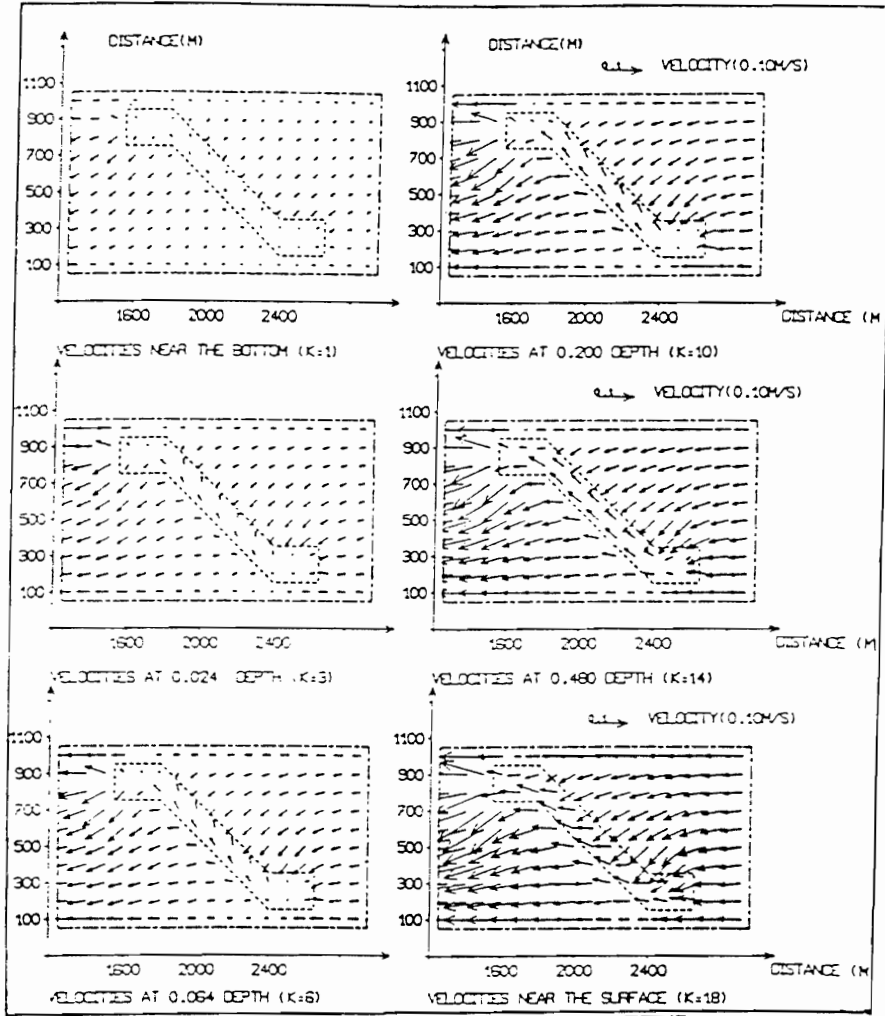 DISTANCE(M)
1100
900
700
500
300
100
1600 2000 2400
VELOCITIES NEAR THE BOTTOM (K=1)
DISTANCE(M)
VELOCITY(0.10M/S)
1100
900
700
500
300
100
1600 2000 2400 DISTANCE (M
VELOCITIES AT 0.200 DEPTH (K=10)
1100
900
700
500
300
100
1600 2000 2400
VELOCITIES AT 0.024 DEPTH (K=3)
VELOCITY(0.10M/S)
1100
900
700
500
300
100
1600 2000 2400 DISTANCE (M
VELOCITIES AT 0.480 DEPTH (K=14)
1100
900
700
500
300
100
1600 2000 2400
VELOCITIES AT 0.064 DEPTH (K=6)
VELOCITY(0.10M/S)
1100
900
700
500
300
100
1600 2000 2400 DISTANCE (M
VELOCITIES NEAR THE SURFACE (K=18)